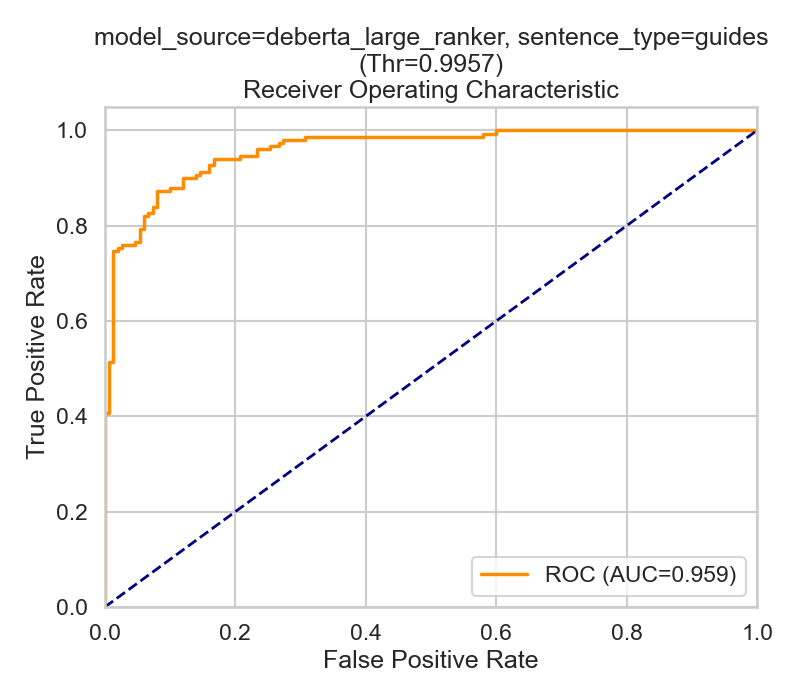 model_source=deberta_large_ranker, sentence_type=guides
(Thr=0.9957)
Receiver Operating Characteristic
1.0
0.8
0.6
0.4
0.2
0.0
True Positive Rate
ROC (AUC=0.959)
0.0 0.2 0.4 0.6 0.8 1.0
False Positive Rate